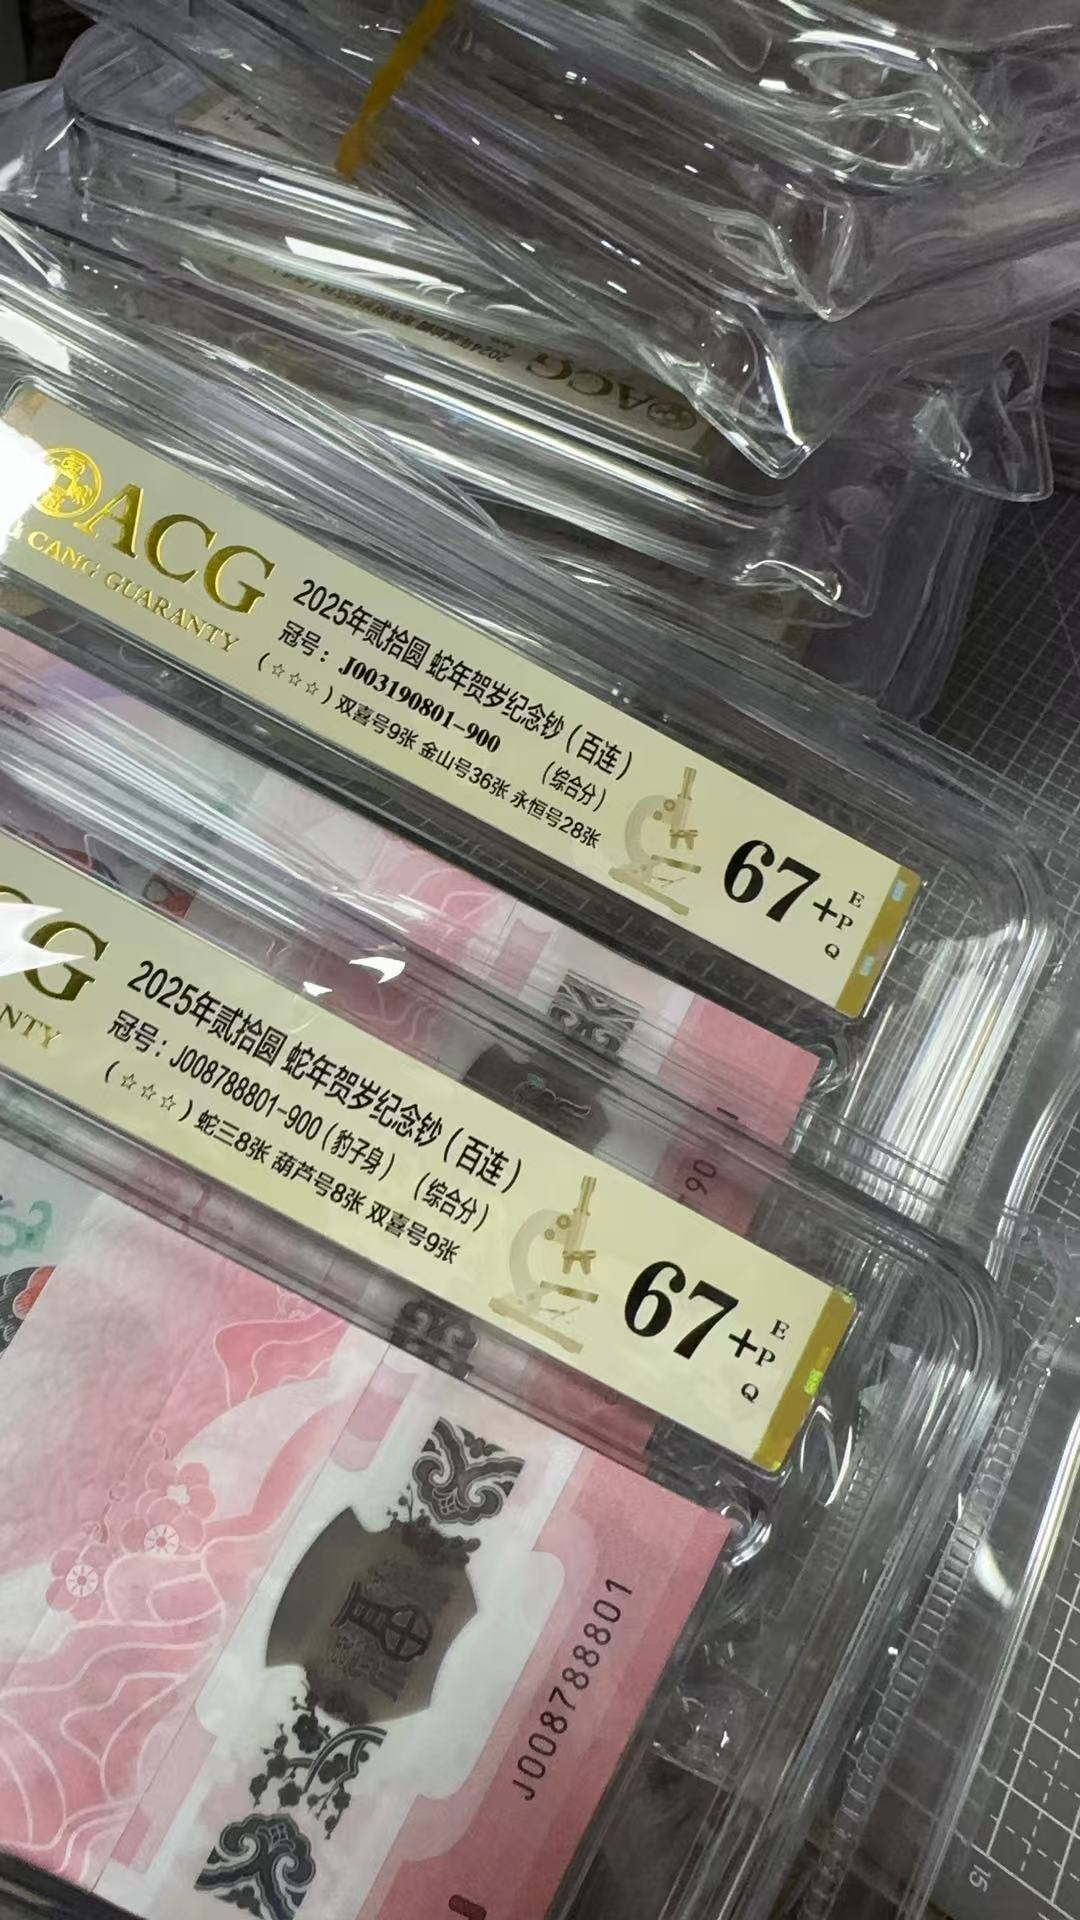 ACG
CANG GUARANTY
2025年贰拾圆 蛇年贺岁纪念钞（百连）
冠号：J003190801-900 （综合分）
（☆☆☆）双喜号9张 金山号36张 永恒号28张
67+
E
P
Q
CG
NTY
2025年贰拾圆 蛇年贺岁纪念钞（百连）
冠号：J008788801-900（豹子身） （综合分）
（☆☆☆）蛇三8张 葫芦号8张 双喜号9张
67+
E
P
Q
J008788801
ACG
15